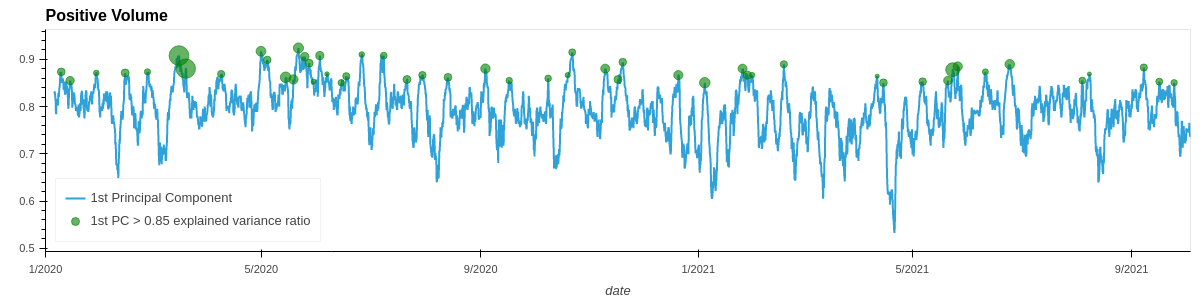 Positive Volume
0.9
0.8
0.7
0.6
0.5
1st Principal Component
1st PC > 0.85 explained variance ratio
1/2020 5/2020 9/2020 1/2021 5/2021 9/2021
date